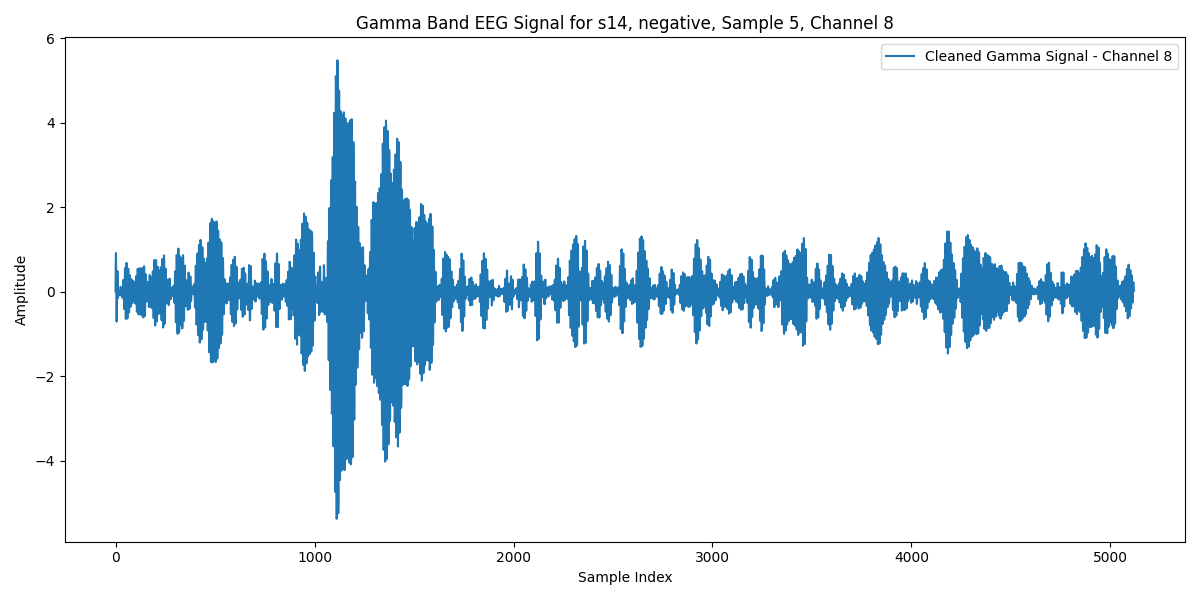 Gamma Band EEG Signal for s14, negative, Sample 5, Channel 8
Cleaned Gamma Signal - Channel 8
6
4
2
0
−2
−4
Amplitude
0 1000 2000 3000 4000 5000
Sample Index